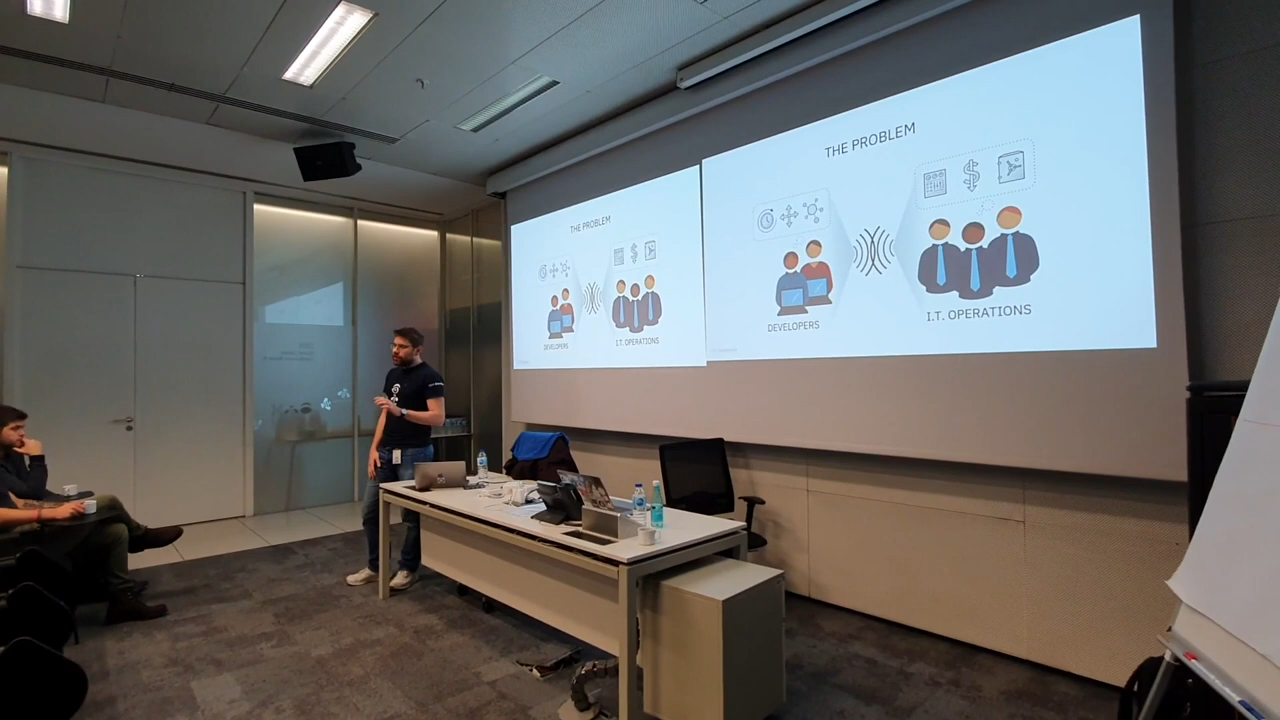 THE PROBLEM
DEVELOPERS
I.T. OPERATIONS
THE PROBLEM
DEVELOPERS
I.T. OPERATIONS